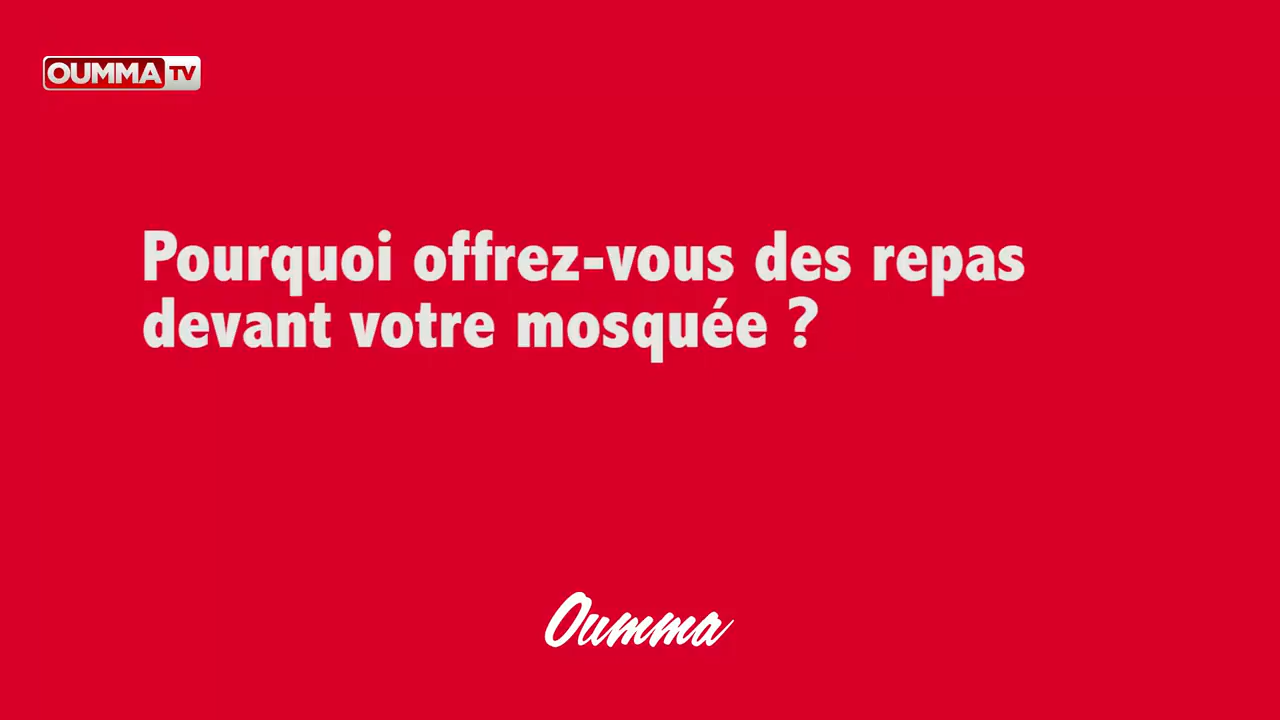 OUMMA TV
Pourquoi offrez-vous des repas
devant votre mosquée ?
Oumma